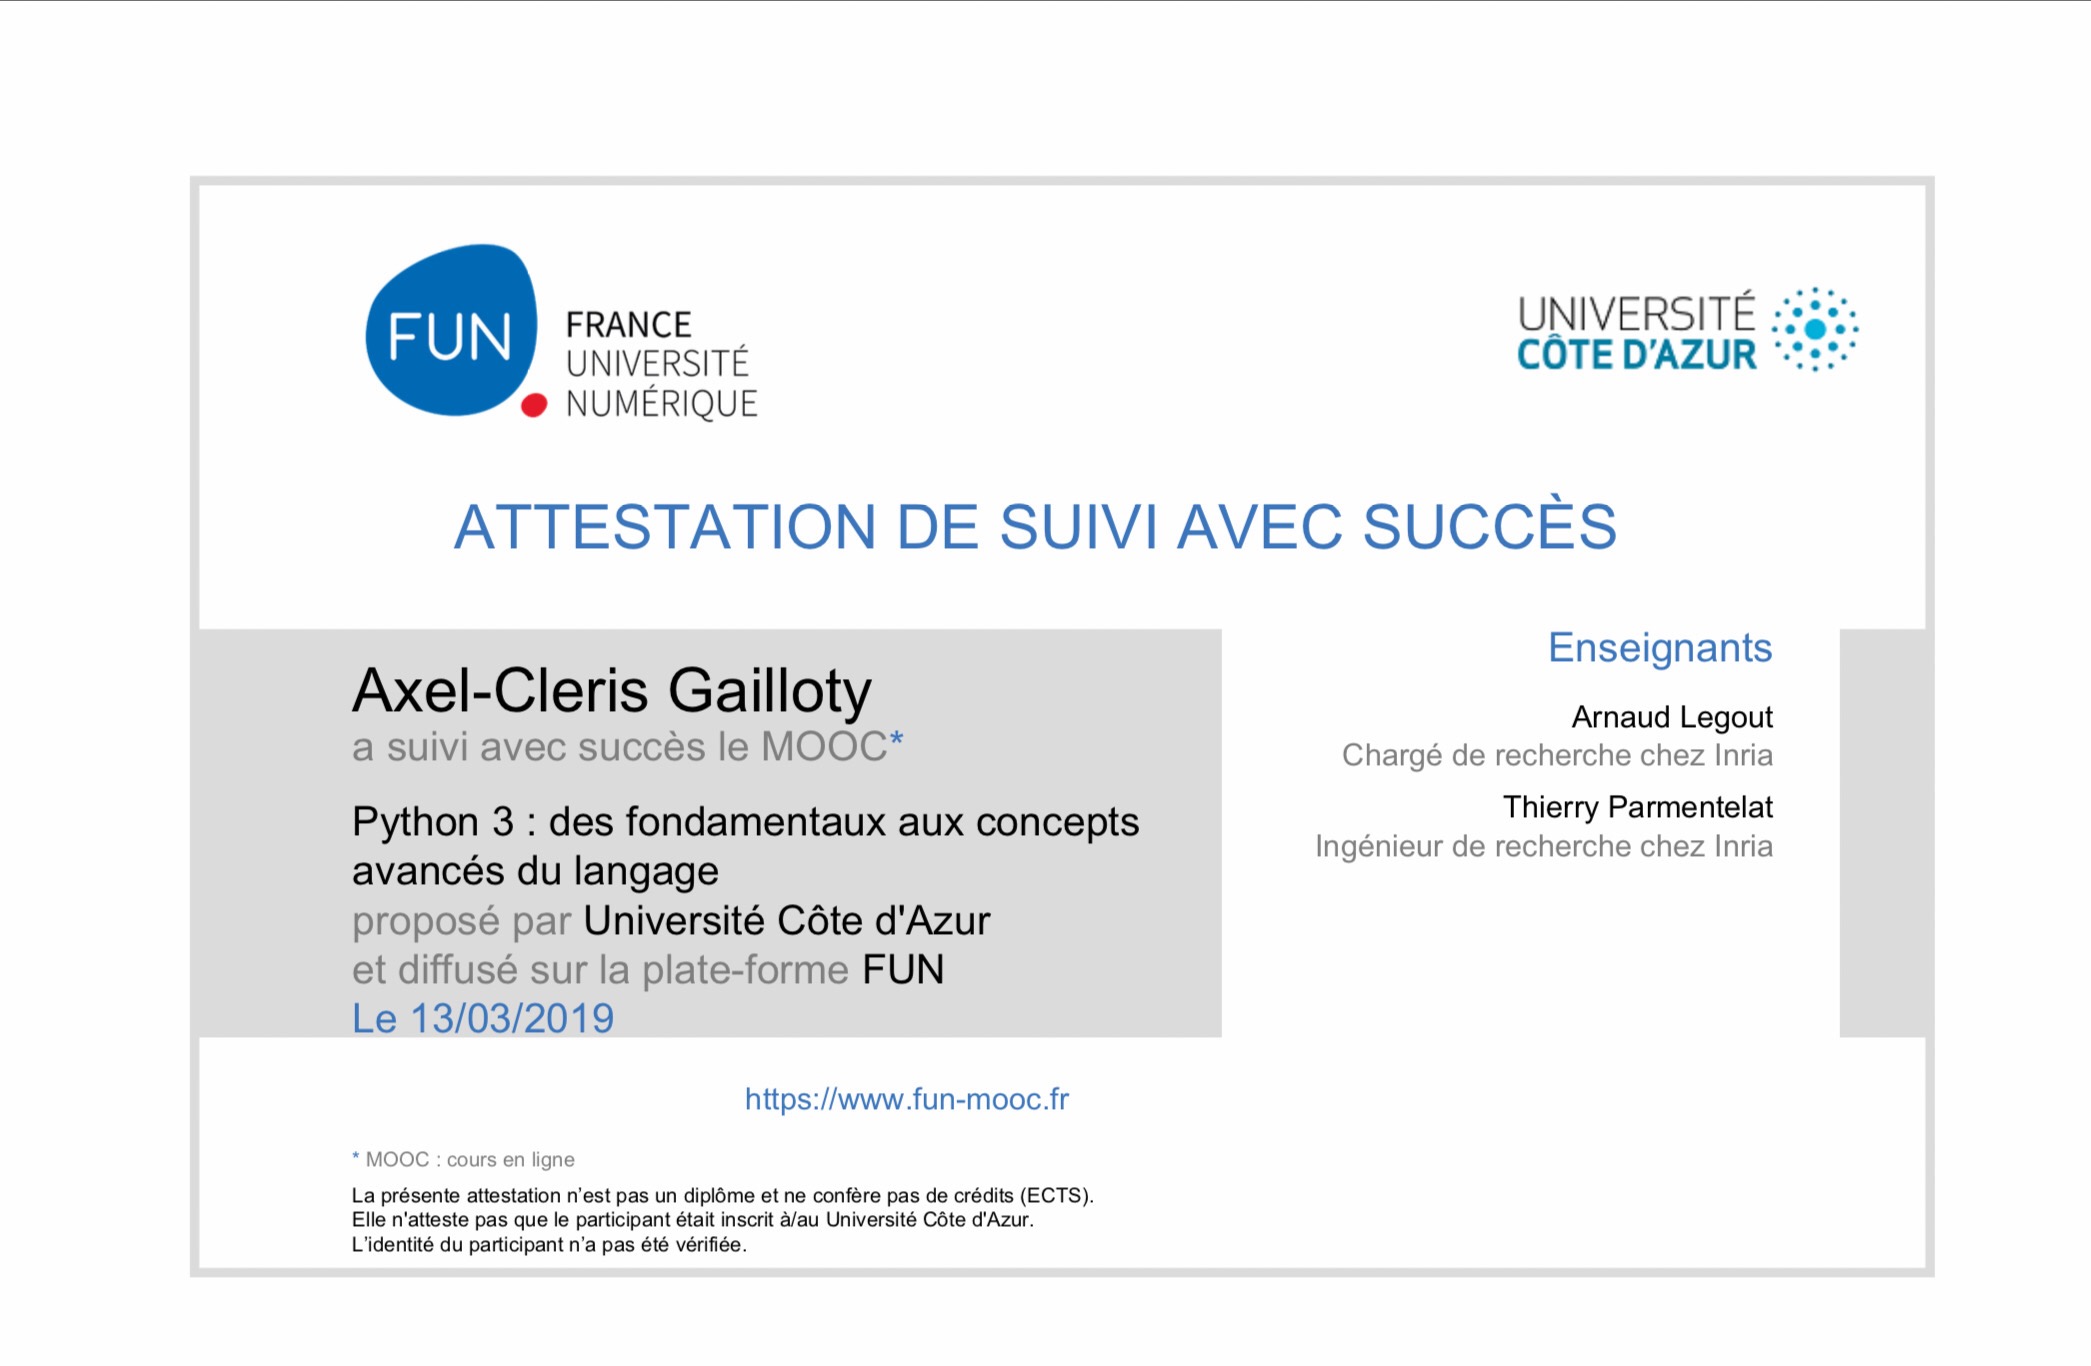 FUN
FRANCE
UNIVERSITÉ
NUMÉRIQUE
UNIVERSITÉ
CÔTE D'AZUR
ATTESTATION DE SUIVI AVEC SUCCÈS
Axel-Cleris Gailloty
a suivi avec succès le MOOC*
Python 3 : des fondamentaux aux concepts
avancés du langage
proposé par Université Côte d'Azur
et diffusé sur la plate-forme FUN
Le 13/03/2019
Enseignants
Arnaud Legout
Chargé de recherche chez Inria
Thierry Parmentelat
Ingénieur de recherche chez Inria
https://www.fun-mooc.fr
* MOOC : cours en ligne
La présente attestation n’est pas un diplôme et ne confère pas de crédits (ECTS).
Elle n'atteste pas que le participant était inscrit à/au Université Côte d'Azur.
L’identité du participant n’a pas été vérifiée.